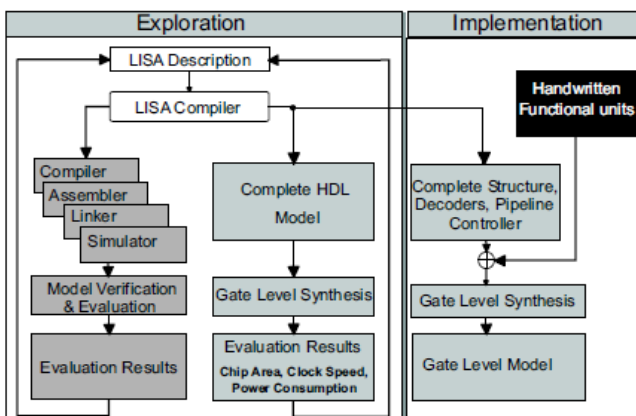 Exploration
Implementation
LISA Description
LISA Compiler
Handwritten
Functional units
Compiler
Assembler
Linker
Simulator
Complete HDL
Model
Complete Structure,
Decoders, Pipeline
Controller
Model Verification
& Evaluation
Gate Level Synthesis
Gate Level Synthesis
Evaluation Results
Evaluation Results
Chip Area, Clock Speed,
Power Consumption
Gate Level Model